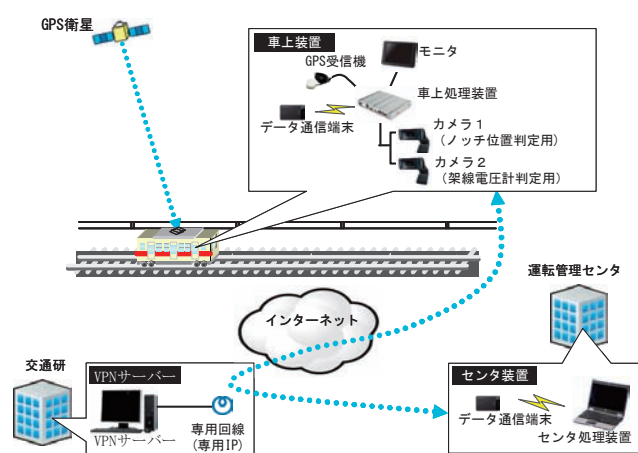 GPS衛星
車上装置
モニタ
GPS受信機
車上処理装置
データ通信端末
カメラ1
(ノッチ位置判定用)
カメラ2
(架線電圧計判定用)
運転管理センタ
インターネット
交通研
VPNサーバー
VPNサーバー
専用回線
(専用IP)
センタ装置
データ通信端末
センタ処理装置